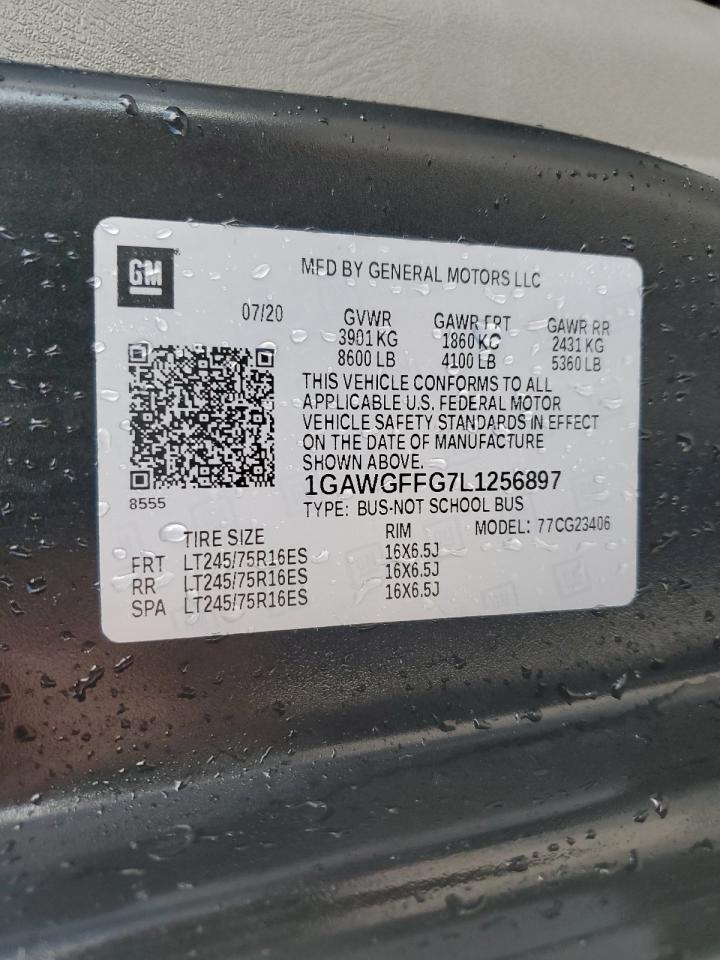 GM
MFD BY GENERAL MOTORS LLC
07/20 GVWR GAWR FRT GAWR RR
3901 KG 1860 KG 2431 KG
8600 LB 4100 LB 5360 LB
THIS VEHICLE CONFORMS TO ALL
APPLICABLE U.S. FEDERAL MOTOR
VEHICLE SAFETY STANDARDS IN EFFECT
ON THE DATE OF MANUFACTURE
SHOWN ABOVE.
1GAWGFFG7L1256897
8555
TYPE: BUS-NOT SCHOOL BUS
MODEL: 77CG23406
TIRE SIZE RIM
FRT LT245/75R16ES 16X6.5J
RR LT245/75R16ES 16X6.5J
SPA LT245/75R16ES 16X6.5J